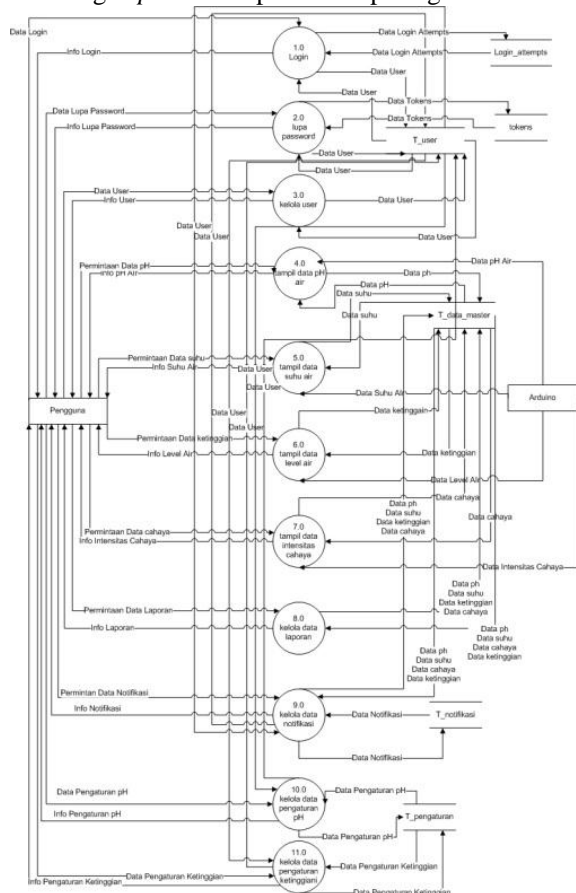 Data Login
Data Login Attempts
1.0
Login
Info Login
Data Login Attempts
Login_attempts
Data User
Data User
Data Lupa Password
2.0
lupa
password
Data Tokens
Info Lupa Password
Data Tokens
tokens
T_user
Data User
Data User
Data User
3.0
kelola user
Data User
Info User
Data User
Data User
Data User
4.0
tampil data pH
air
Permintaan Data pH
Info pH Air
Data pH Air
Data ph
Data pH
Data suhu
Data suhu
T_data_master
5.0
tampil data
suhu air
Permintaan Data suhu
Info Suhu Air
Data User
Data User
Data Suhu Air
Arduino
Pengguna
Data ketinggain
Data User
Data User
6.0
tampil data
level air
Permintaan Data ketinggian
Info Level Air
Data ketinggian
Data Level Air
Data cahaya
7.0
tampil data
intensitas
cahaya
Permintaan Data cahaya
Info Intensitas Cahaya
Data ph
Data suhu
Data ketinggian
Data cahaya
Data cahaya
Data Intensitas Cahaya
Data ph
Data suhu
Data ketinggian
Data cahaya
8.0
kelola data
laporan
Permintaan Data Laporan
Info Laporan
Data ph
Data suhu
Data cahaya
Data ketinggian
Data ph
Data suhu
Data cahaya
Data ketinggian
9.0
kelola data
notifikasi
Permintan Data Notifikasi
Info Notifikasi
Data Notifikasi
T_notifikasi
Data Notifikasi
10.0
kelola data
pengaturan
pH
Data Pengaturan pH
Info Pengaturan pH
Data Pengaturan pH
T_pengaturan
Data Pengaturan pH
11.0
kelola data
pengaturan
ketinggiani
Data Pengaturan Ketinggian
Info Pengaturan Ketinggian
Data Pengaturan Ketinggian
Data Pengaturan Ketinggian